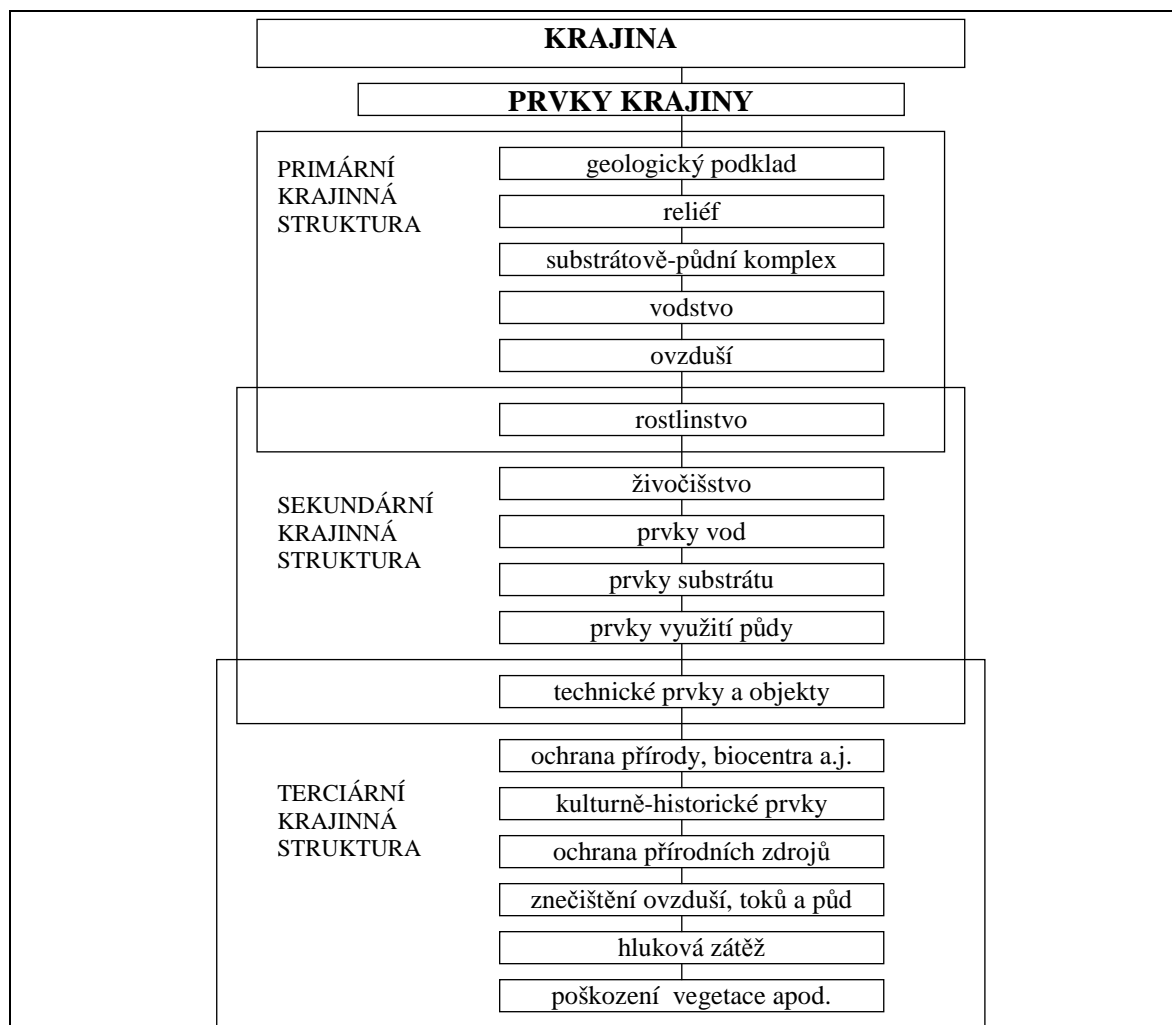 KRAJINA
PRVKY KRAJINY
PRIMÁRNÍ
KRAJINNÁ
STRUKTURA
geologický podklad
reliéf
substrátově-půdní komplex
vodstvo
ovzduší
rostlinstvo
SEKUNDÁRNÍ
KRAJINNÁ
STRUKTURA
živočišstvo
prvky vod
prvky substrátu
prvky využití půdy
technické prvky a objekty
TERCIÁRNÍ
KRAJINNÁ
STRUKTURA
ochrana přírody, biocentra a.j.
kulturně-historické prvky
ochrana přírodních zdrojů
znečištění ovzduší, toků a půd
hluková zátěž
poškození vegetace apod.